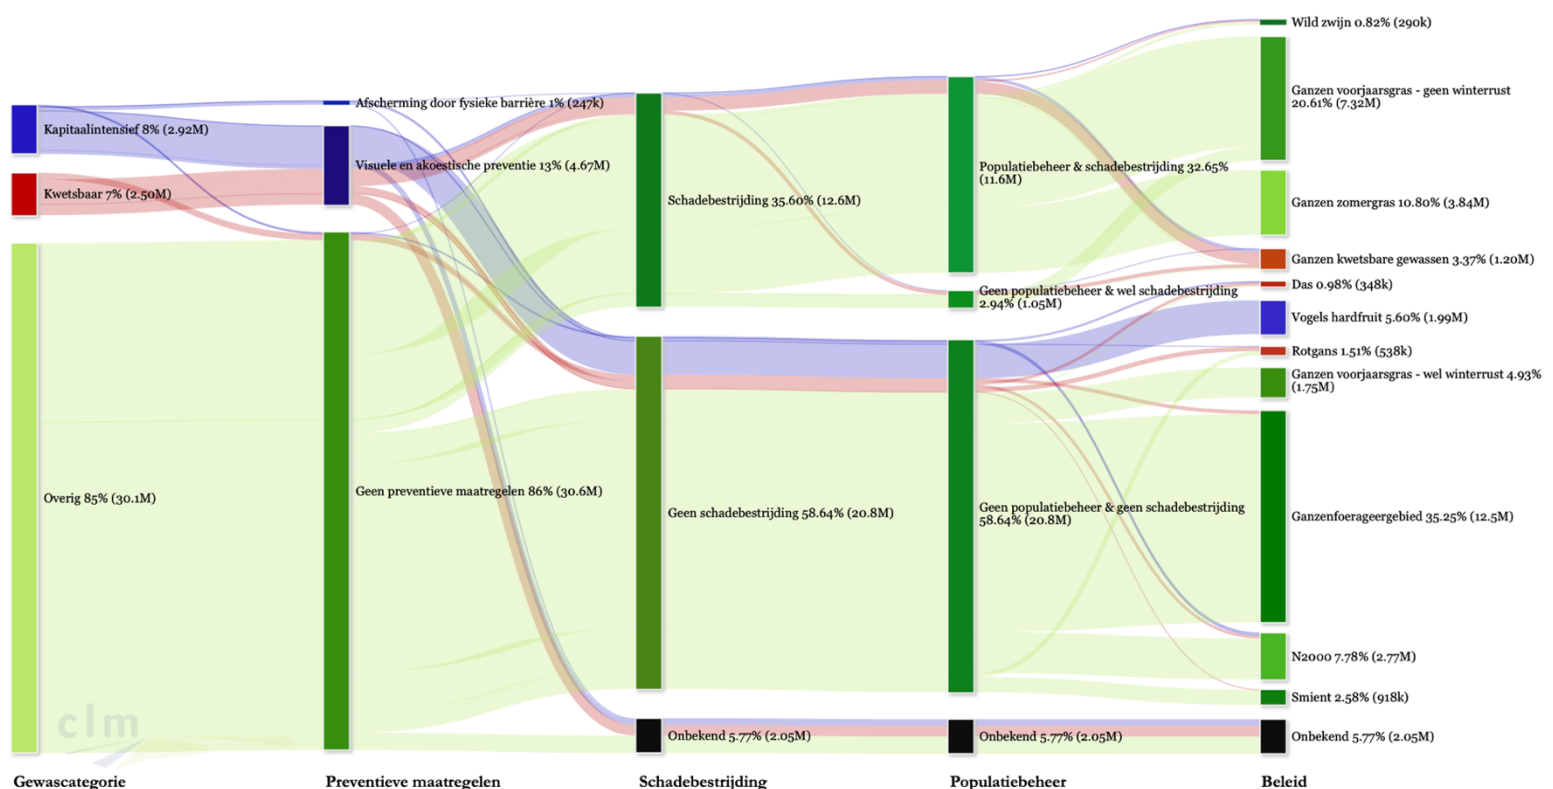 Wild zwijn 0.82% (290k)
Ganzen voorjaarsgras - geen winterrust
20.61% (7.32M)
Afscherming door fysieke barrière 1% (247k)
Kapitaalintensief 8% (2.92M)
Visuele en akoestische preventie 13% (4.67M)
Populatiebeheer & schadebestrijding 32.65%
(11.6M)
Kwetsbaar 7% (2.50M)
Schadebestrijding 35.60% (12.6M)
Ganzen zomergras 10.80% (3.84M)
Ganzen kwetsbare gewassen 3.37% (1.20M)
Das 0.98% (348k)
Geen populatiebeheer & wel schadebestrijding
2.94% (1.05M)
Vogels hardfruit 5.60% (1.99M)
Rotgans 1.51% (538k)
Ganzen voorjaarsgras - wel winterrust 4.93%
(1.75M)
Overig 85% (30.1M)
Geen preventieve maatregelen 86% (30.6M)
Geen schadebestrijding 58.64% (20.8M)
Geen populatiebeheer & geen schadebestrijding
58.64% (20.8M)
Ganzenfoerageergebied 35.25% (12.5M)
N2000 7.78% (2.77M)
Smient 2.58% (918k)
clm
Onbekend 5.77% (2.05M)
Onbekend 5.77% (2.05M)
Onbekend 5.77% (2.05M)
Gewascategorie
Preventieve maatregelen
Schadebestrijding
Populatiebeheer
Beleid